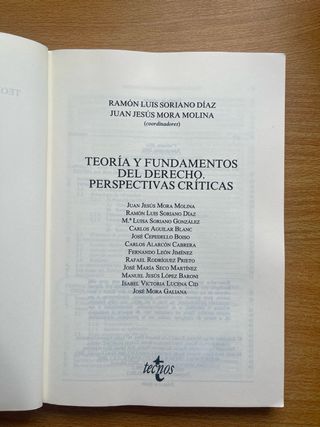 RAMÓN LUIS SORIANO DÍAZ
JUAN JESÚS MORA MOLINA
(coordinadores)
TEORÍA Y FUNDAMENTOS
DEL DERECHO.
PERSPECTIVAS CRÍTICAS
JUAN JESÚS MORA MOLINA
RAMÓN LUIS SORIANO DÍAZ
M.ª LUISA SORIANO GONZÁLEZ
CARLOS AGUILAR BLANC
JOSÉ CEPEDELLO BOISO
CARLOS ALARCÓN CABRERA
FERNANDO LEÓN JIMÉNEZ
RAFAEL RODRÍGUEZ PRIETO
JOSÉ MARÍA SECO MARTÍNEZ
MANUEL JESÚS LÓPEZ BARONI
ISABEL VICTORIA LUCENA CID
JOSÉ MORA GALIANA
tecnos